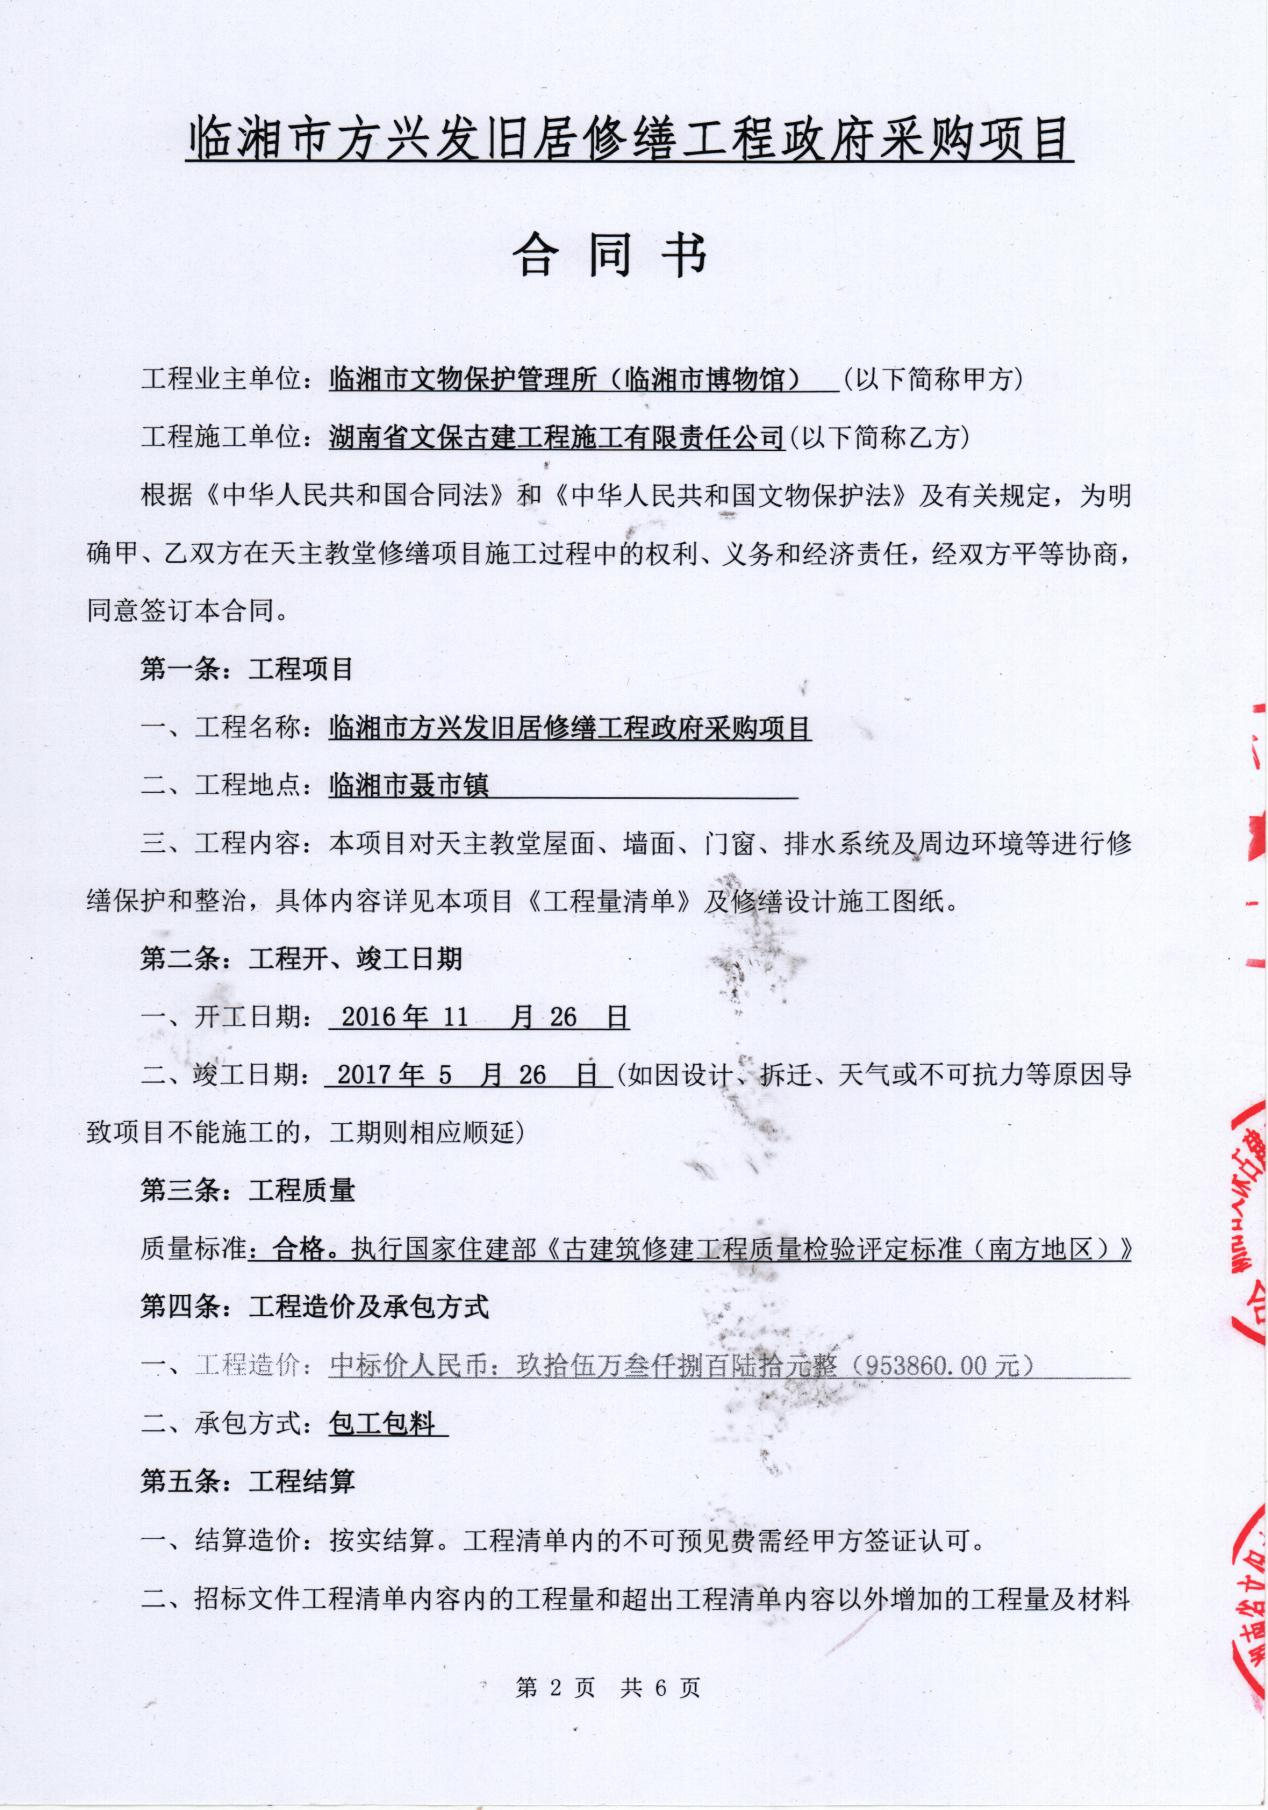 临湘市方兴发旧居修缮工程政府采购项目
合同书
工程业主单位：临湘市文物保护管理所（临湘市博物馆） (以下简称甲方)
工程施工单位：湖南省文保古建工程施工有限责任公司(以下简称乙方)
根据《中华人民共和国合同法》和《中华人民共和国文物保护法》及有关规定，为明
确甲、乙双方在天主教堂修缮项目施工过程中的权利、义务和经济责任，经双方平等协商，
同意签订本合同。
第一条：工程项目
一、工程名称：临湘市方兴发旧居修缮工程政府采购项目
二、工程地点：临湘市聂市镇
三、工程内容：本项目对天主教堂屋面、墙面、门窗、排水系统及周边环境等进行修
缮保护和整治，具体内容详见本项目《工程量清单》及修缮设计施工图纸。
第二条：工程开、竣工日期
一、开工日期： 2016年 11 月 26 日
二、竣工日期： 2017年 5 月 26 日 (如因设计、拆迁、天气或不可抗力等原因导
致项目不能施工的，工期则相应顺延)
第三条：工程质量
质量标准：合格。执行国家住建部《古建筑修建工程质量检验评定标准（南方地区）》
第四条：工程造价及承包方式
一、工程造价：中标价人民币：玖拾伍万叁仟捌百陆拾元整（953860.00元）
二、承包方式：包工包料
第五条：工程结算
一、结算造价：按实结算。工程清单内的不可预见费需经甲方签证认可。
二、招标文件工程清单内容内的工程量和超出工程清单内容以外增加的工程量及材料
第 2 页 共 6 页